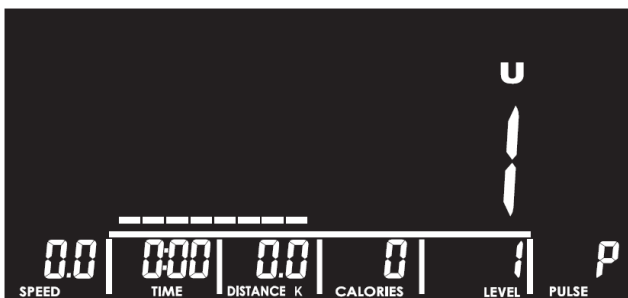 U
1
0.0 0:00 0.0 0 1 P
SPEED TIME DISTANCE K CALORIES LEVEL PULSE